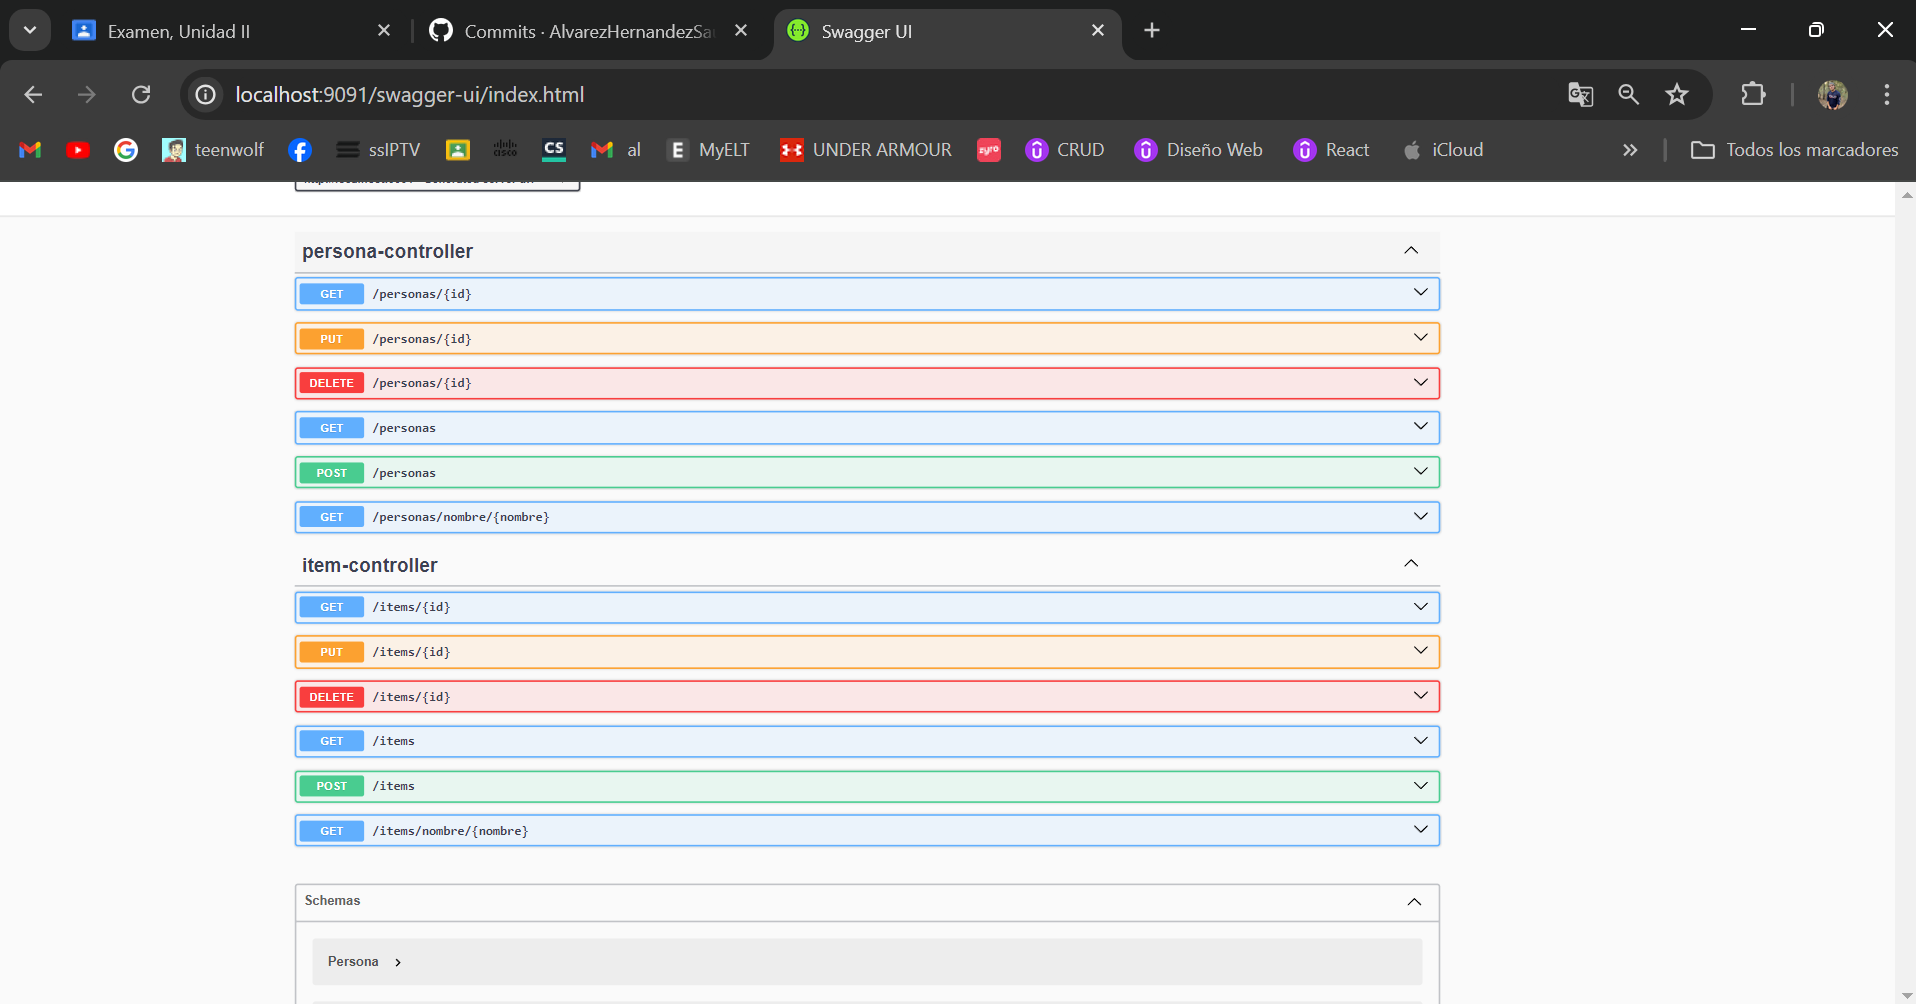 Examen, Unidad II
Commits · AlvarezHernandezSa
Swagger UI
localhost:9091/swagger-ui/index.html
teenwolf
ssIPTV
cisco
CS
al
E
MyELT
UNDER ARMOUR
zyro
CRUD
Diseño Web
React
iCloud
Todos los marcadores
persona-controller
GET /personas/{id}
PUT /personas/{id}
DELETE /personas/{id}
GET /personas
POST /personas
GET /personas/nombre/{nombre}
item-controller
GET /items/{id}
PUT /items/{id}
DELETE /items/{id}
GET /items
POST /items
GET /items/nombre/{nombre}
Schemas
Persona